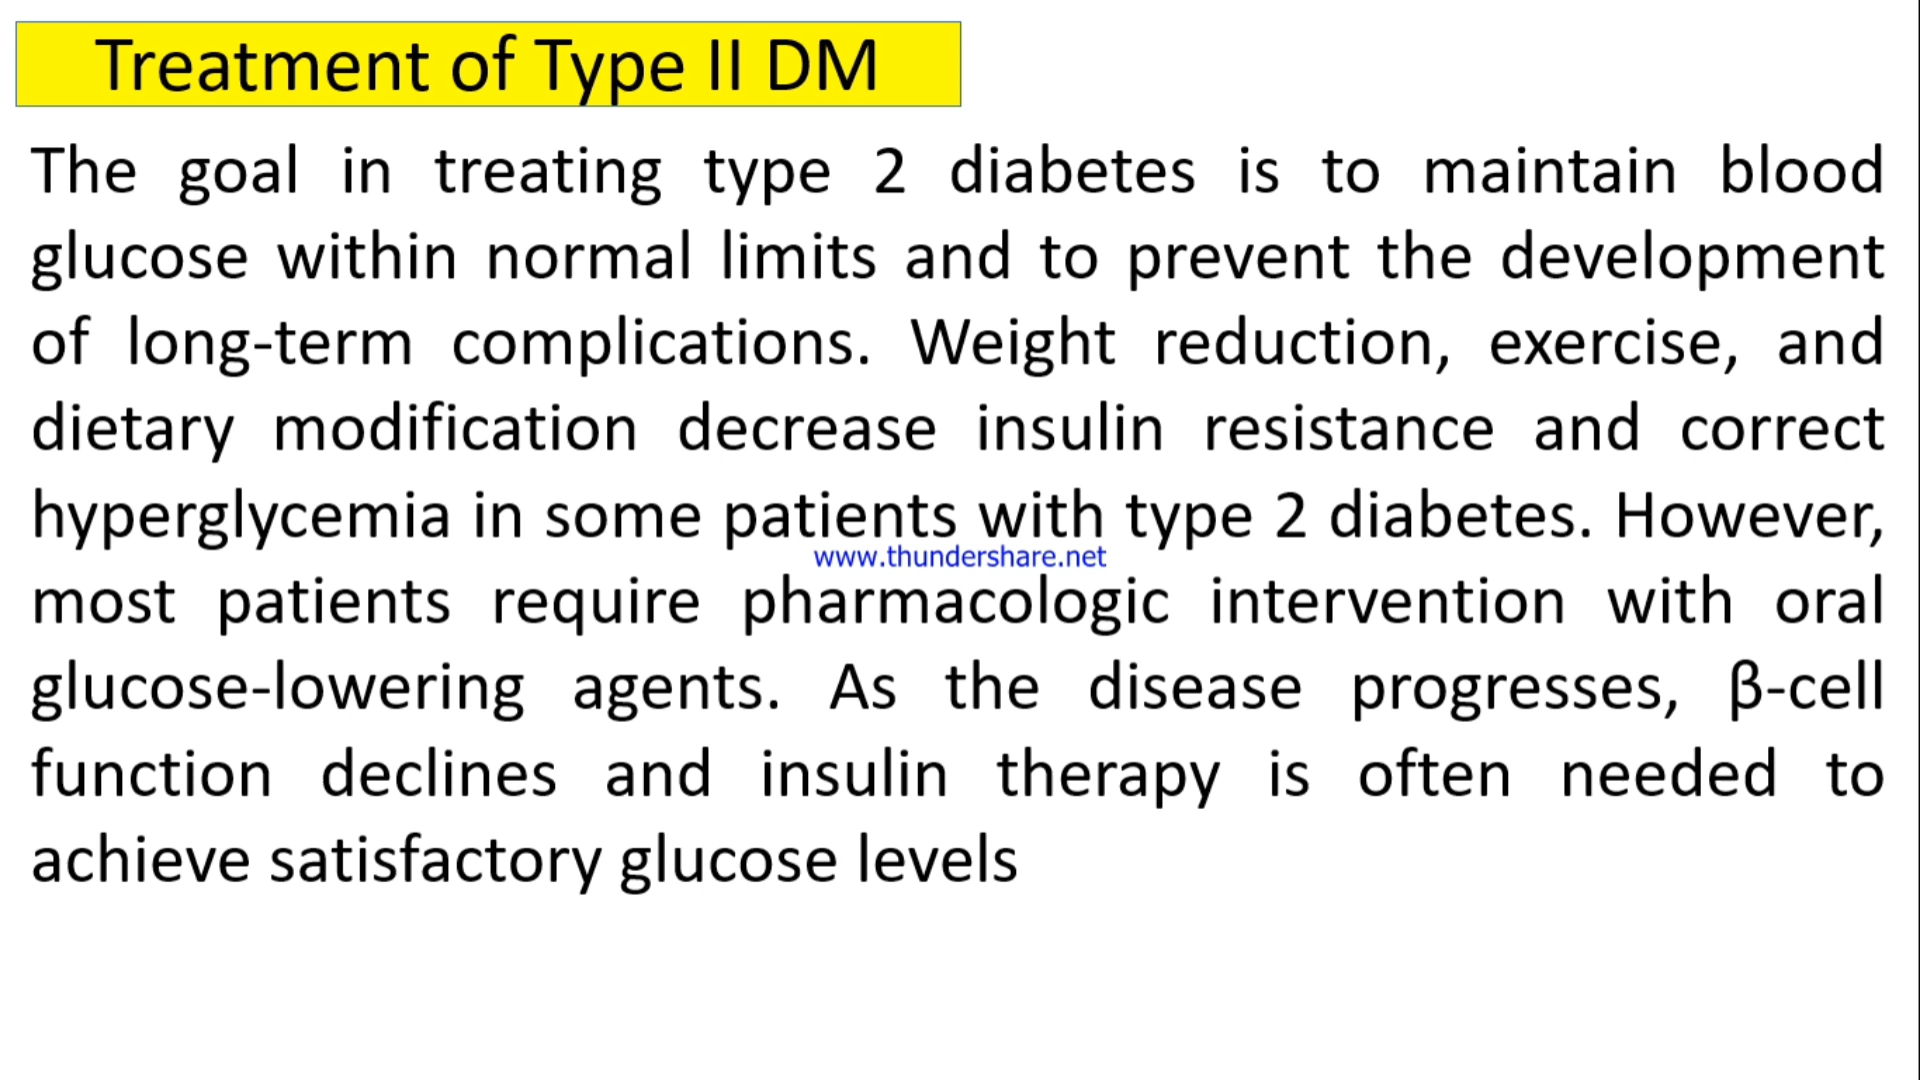 Treatment of Type II DM
The goal in treating type 2 diabetes is to maintain blood
glucose within normal limits and to prevent the development
of long-term complications. Weight reduction, exercise, and
dietary modification decrease insulin resistance and correct
hyperglycemia in some patients with type 2 diabetes. However,
www.thundershare.net
most patients require pharmacologic intervention with oral
glucose-lowering agents. As the disease progresses, β-cell
function declines and insulin therapy is often needed to
achieve satisfactory glucose levels